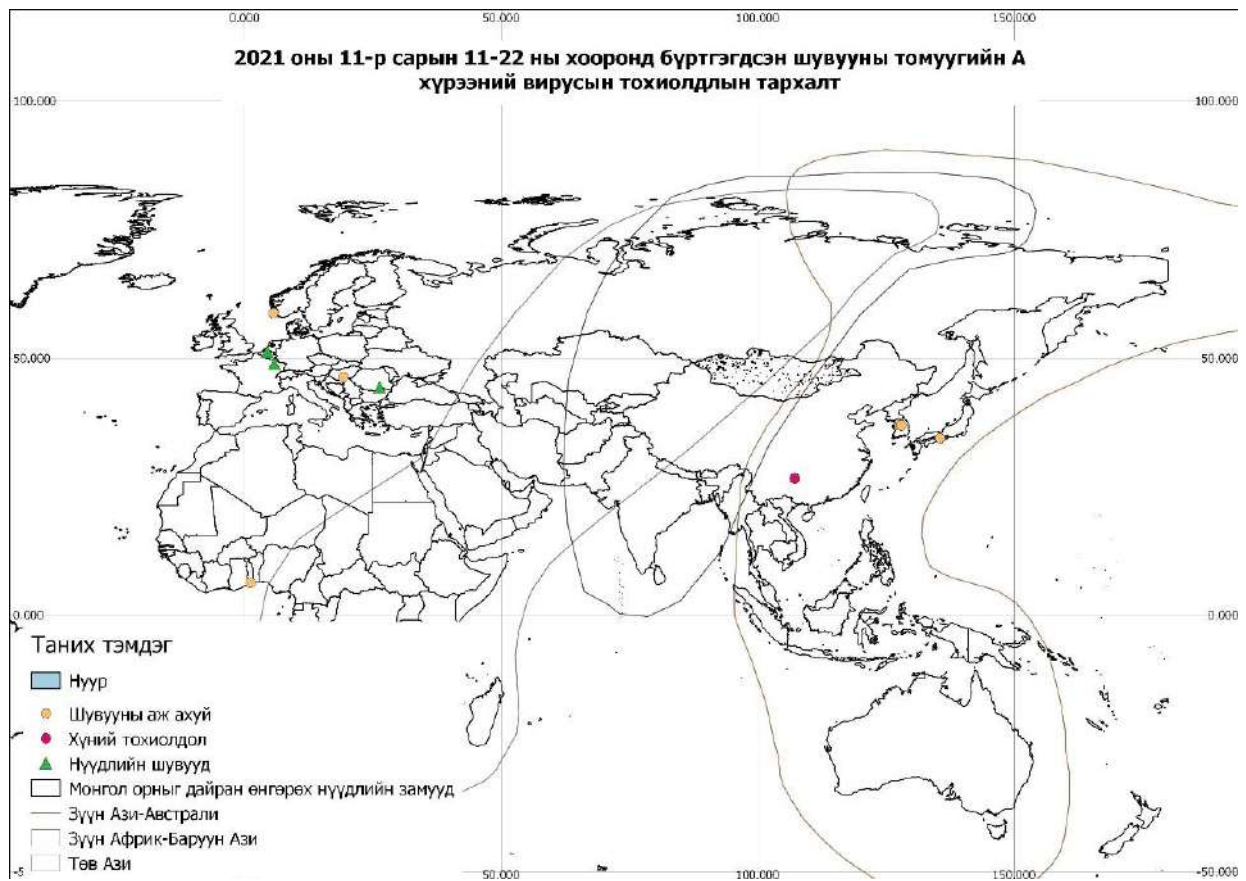 0.000 50.000 100.000 150.000
2021 оны 11-р сарын 11-22 ны хооронд бүртгэгдсэн шувууны томуугийн А
хүрээний вирусын тохиолдлын тархалт
100.000 100.000
50.000 50.000
0.000 0.000
Таних тэмдэг
Нуур
Шувууны аж ахуй
Хүний тохиолдол
Нүүдлийн шувууд
Монгол орныг дайран өнгөрөх нүүдлийн замууд
Зүүн Ази-Австрали
Зүүн Африк-Баруун Ази
Төв Ази
-5 50.000 100.000 150.000 -50.000